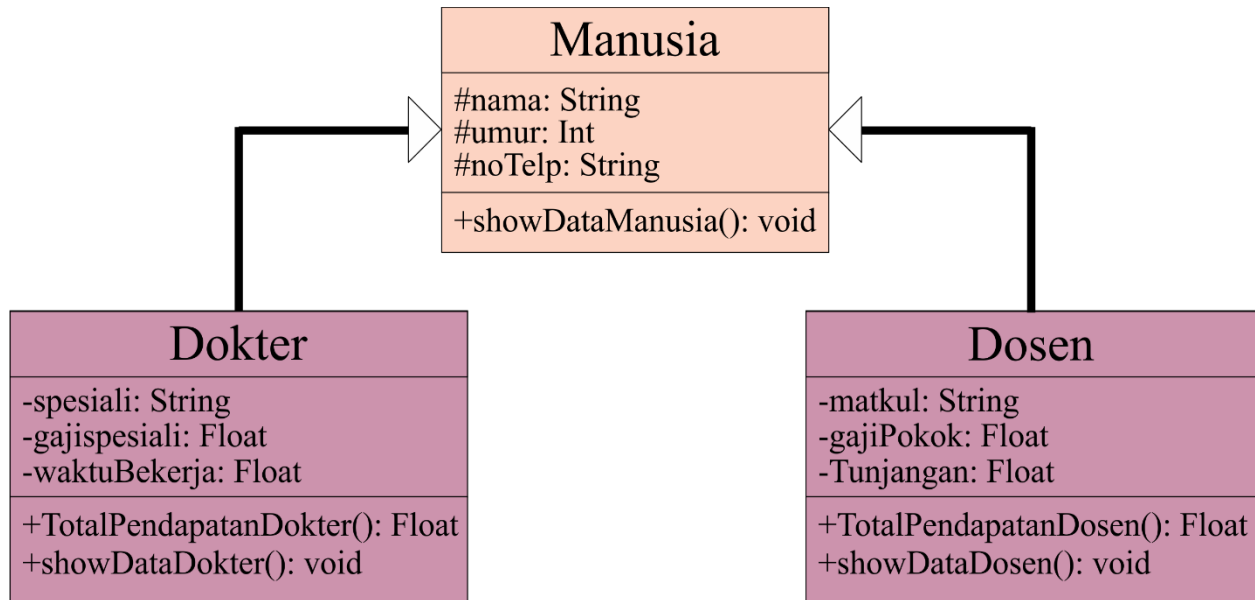 Manusia
#nama: String
#umur: Int
#noTelp: String
+showDataManusia(): void
Dokter
-spesiali: String
-gajispesiali: Float
-waktuBekerja: Float
+TotalPendapatanDokter(): Float
+showDataDokter(): void
Dosen
-matkul: String
-gajiPokok: Float
-Tunjangan: Float
+TotalPendapatanDosen(): Float
+showDataDosen(): void